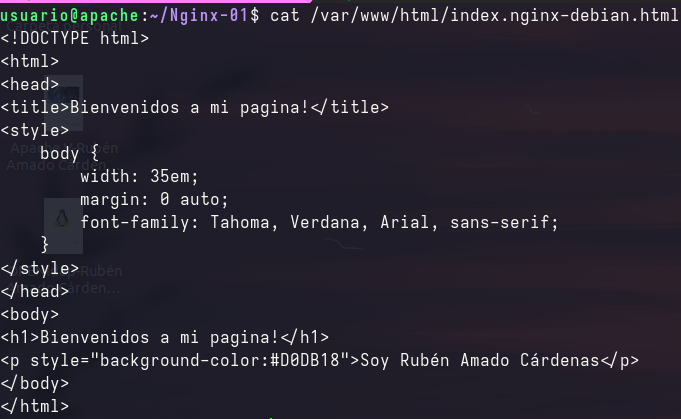 usuario@apache:~/Nginx-01$ cat /var/www/html/index.nginx-debian.html
<!DOCTYPE html>
<html>
<head>
<title>Bienvenidos a mi pagina!</title>
<style>
    body {
        width: 35em;
        margin: 0 auto;
        font-family: Tahoma, Verdana, Arial, sans-serif;
    }
</style>
</head>
<body>
<h1>Bienvenidos a mi pagina!</h1>
<p style="background-color:#D0DB18">Soy Rubén Amado Cárdenas</p>
</body>
</html>